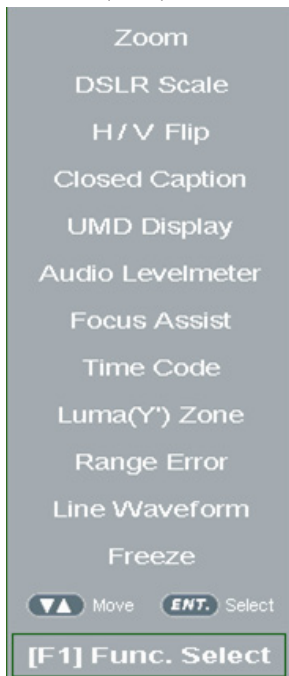 Zoom
DSLR Scale
H / V Flip
Closed Caption
UMD Display
Audio Levelmeter
Focus Assist
Time Code
Luma(Y') Zone
Range Error
Line Waveform
Freeze
▼▲ Move ENT. Select
[F1] Func. Select